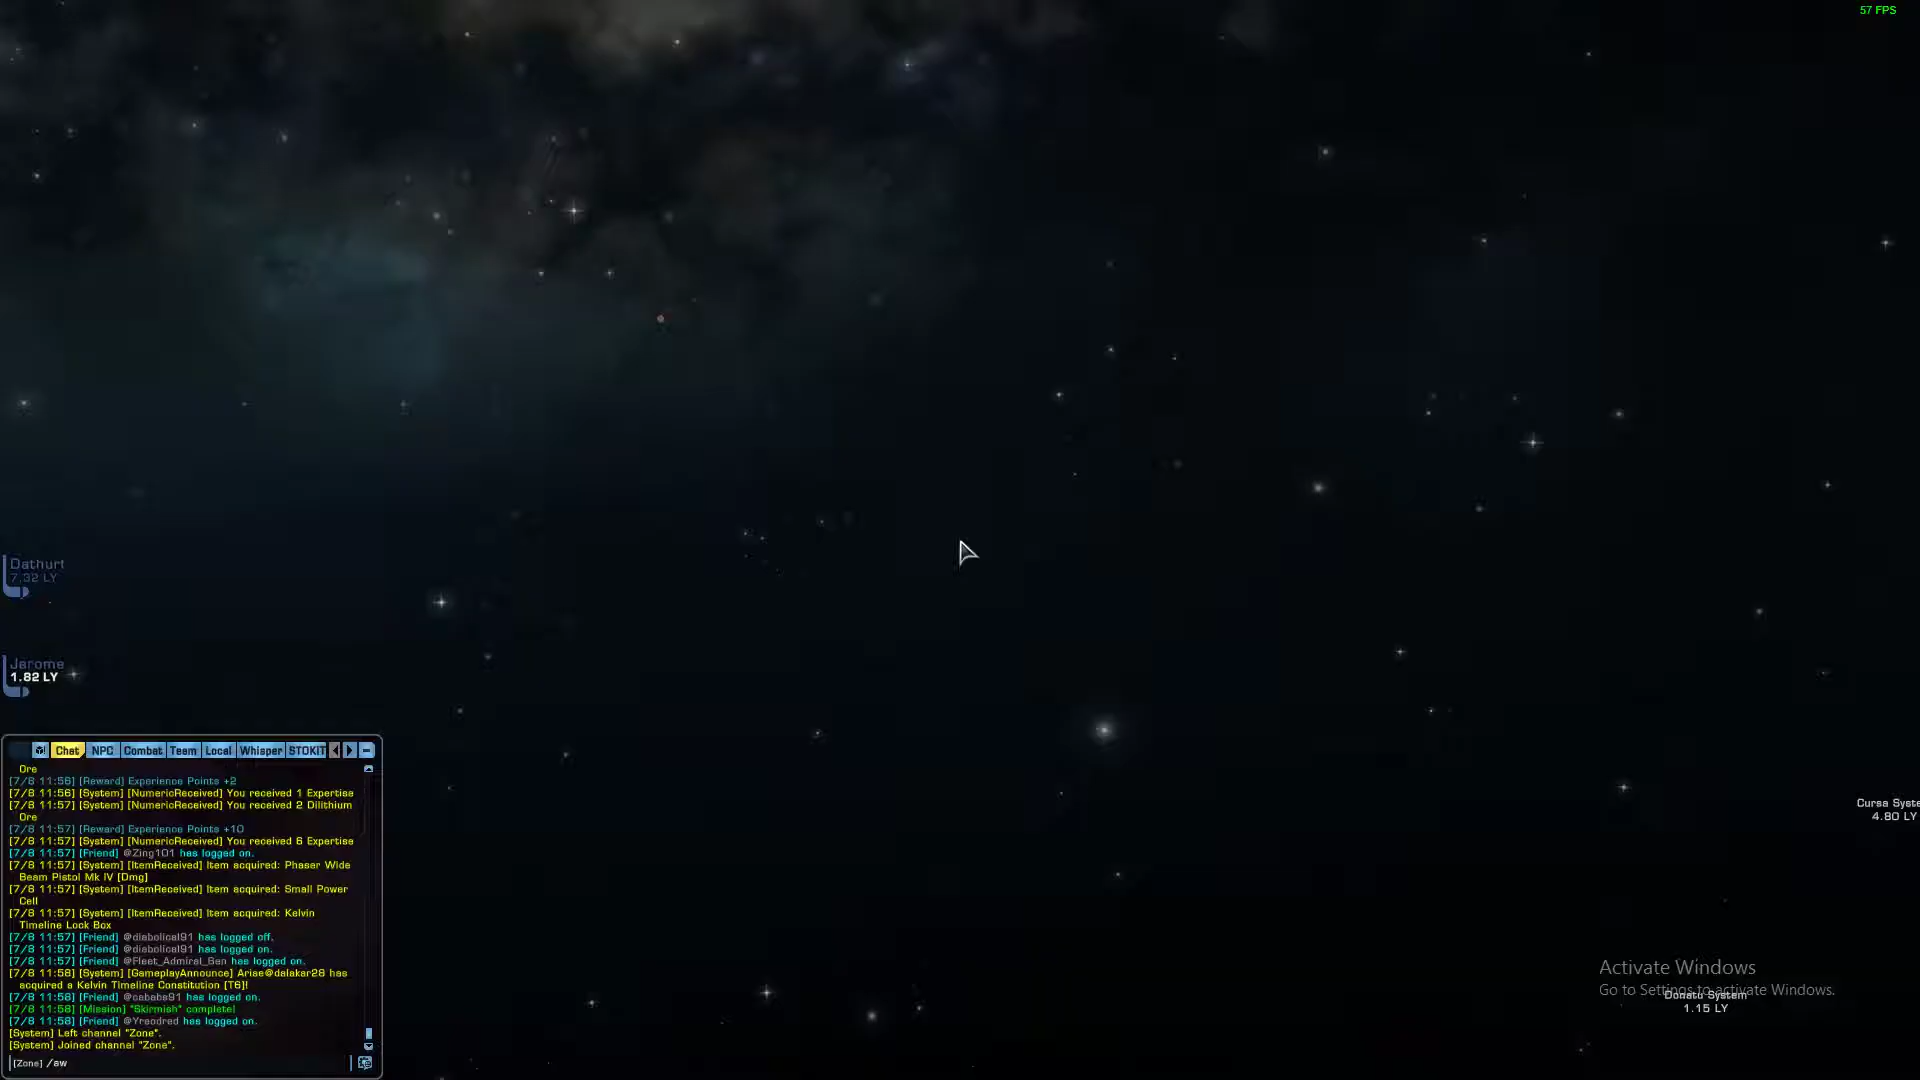 57 FPS
Dathurt
7.32 LY
Jarome
1.82 LY
Chat NPC Combat Team Local Whisper STOKIT
Ore
[7/8 11:56] [Reward] Experience Points +2
[7/8 11:56] [System] [NumericReceived] You received 1 Expertise
[7/8 11:57] [System] [NumericReceived] You received 2 Dilithium
Ore
[7/8 11:57] [Reward] Experience Points +10
[7/8 11:57] [System] [NumericReceived] You received 6 Expertise
[7/8 11:57] [Friend] @Zing101 has logged on.
[7/8 11:57] [System] [ItemReceived] Item acquired: Phaser Wide
Beam Pistol Mk IV [Dmg]
[7/8 11:57] [System] [ItemReceived] Item acquired: Small Power
Cell
[7/8 11:57] [System] [ItemReceived] Item acquired: Kelvin
Timeline Lock Box
[7/8 11:57] [Friend] @diabolical91 has logged off.
[7/8 11:57] [Friend] @diabolical91 has logged on.
[7/8 11:57] [Friend] @Fleet_Admiral_Ben has logged on.
[7/8 11:58] [System] [GameplayAnnounce] Arise@dalakar28 has
acquired a Kelvin Timeline Constitution [T6]!
[7/8 11:58] [Friend] @cababa91 has logged on.
[7/8 11:58] [Mission] "Skirmish" complete!
[7/8 11:58] [Friend] @Yreodred has logged on.
[System] Left channel "Zone".
[System] Joined channel "Zone".
[Zone] /aw
Cursa Syste
4.80 LY
Activate Windows
Go to Settings to activate Windows.
Donatu System
1.15 LY